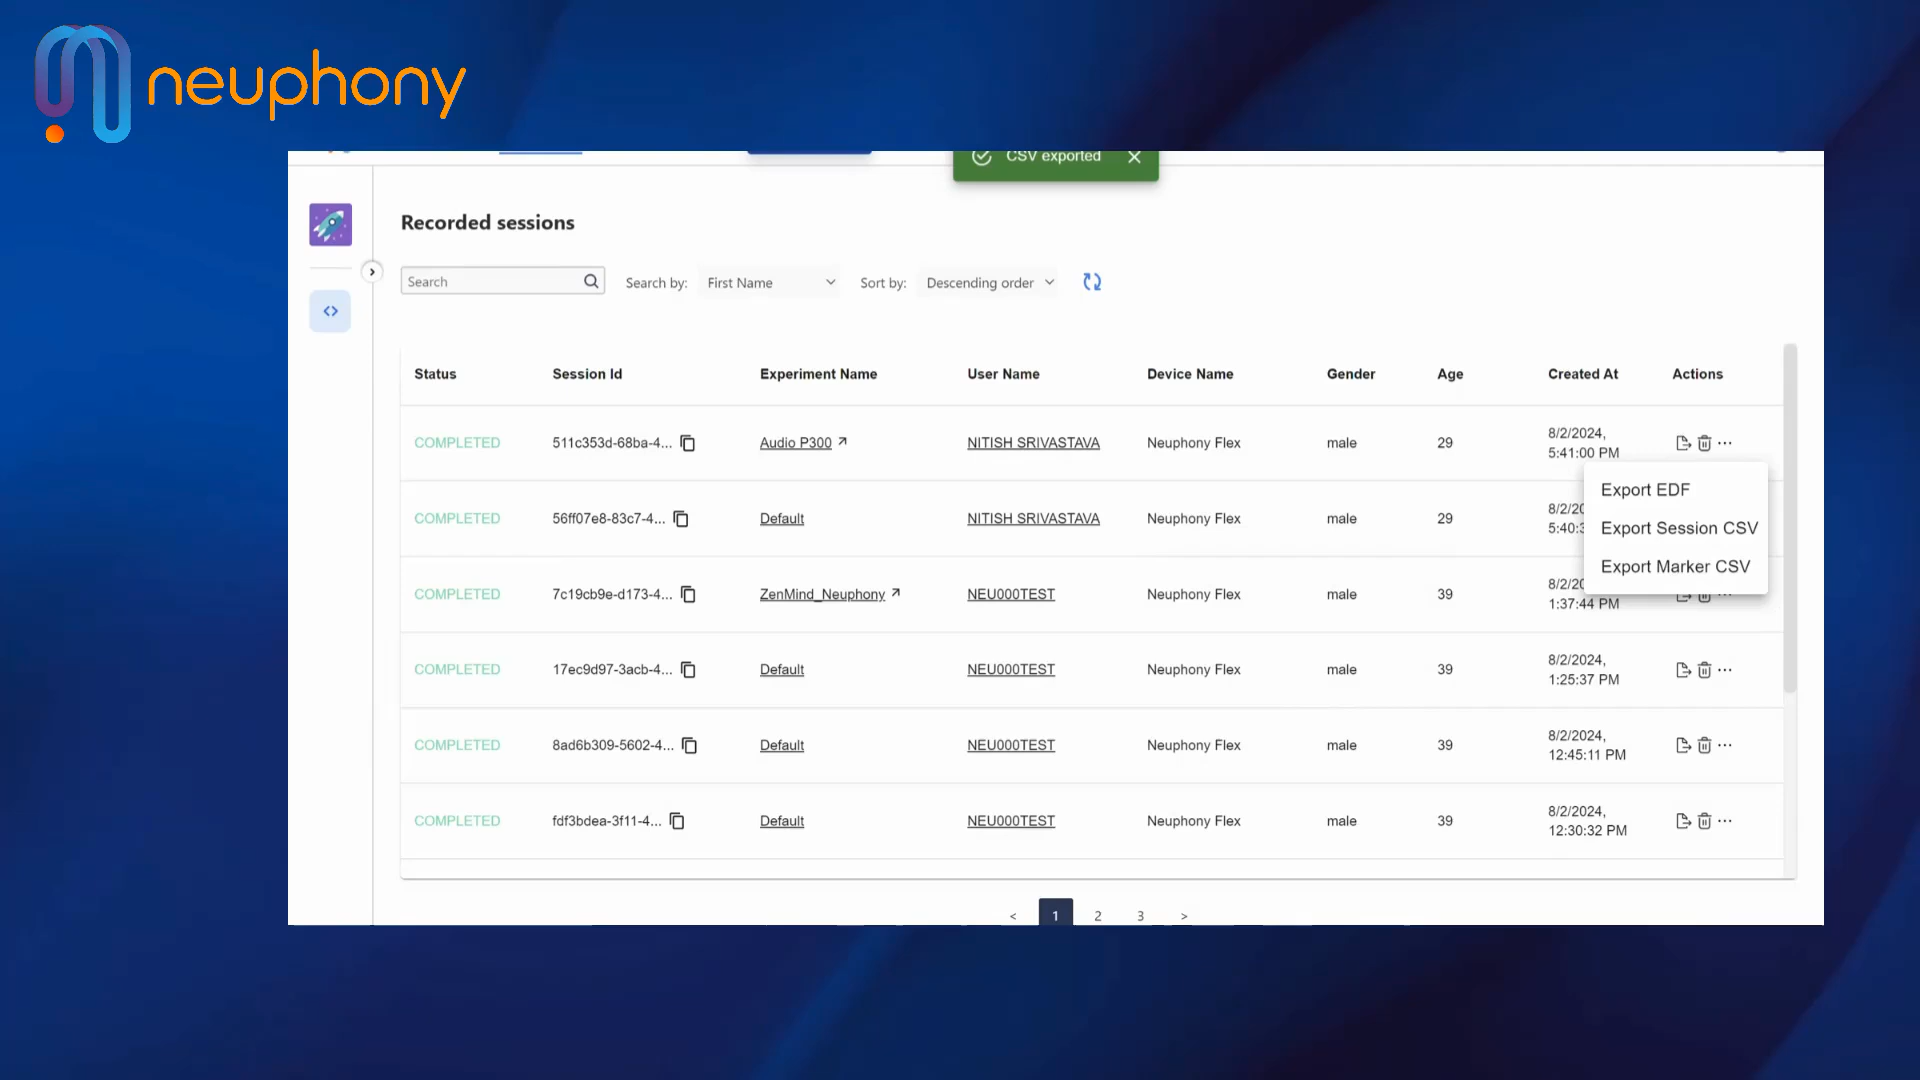 neuphony
CSV exported
Recorded sessions
Search
Search by:
First Name
Sort by:
Descending order
Status Session Id Experiment Name User Name Device Name Gender Age Created At Actions
COMPLETED 511c353d-68ba-4... Audio P300 NITISH SRIVASTAVA Neuphony Flex male 29 8/2/2024,
5:41:00 PM
Export EDF
Export Session CSV
Export Marker CSV
COMPLETED 56ff07e8-83c7-4... Default NITISH SRIVASTAVA Neuphony Flex male 29
COMPLETED 7c19cb9e-d173-4... ZenMind_Neuphony NEU000TEST Neuphony Flex male 39
1:37:44 PM
COMPLETED 17ec9d97-3acb-4... Default NEU000TEST Neuphony Flex male 39 8/2/2024,
1:25:37 PM
COMPLETED 8ad6b309-5602-4... Default NEU000TEST Neuphony Flex male 39 8/2/2024,
12:45:11 PM
COMPLETED fdf3bdea-3f11-4... Default NEU000TEST Neuphony Flex male 39 8/2/2024,
12:30:32 PM
< 1 2 3 >